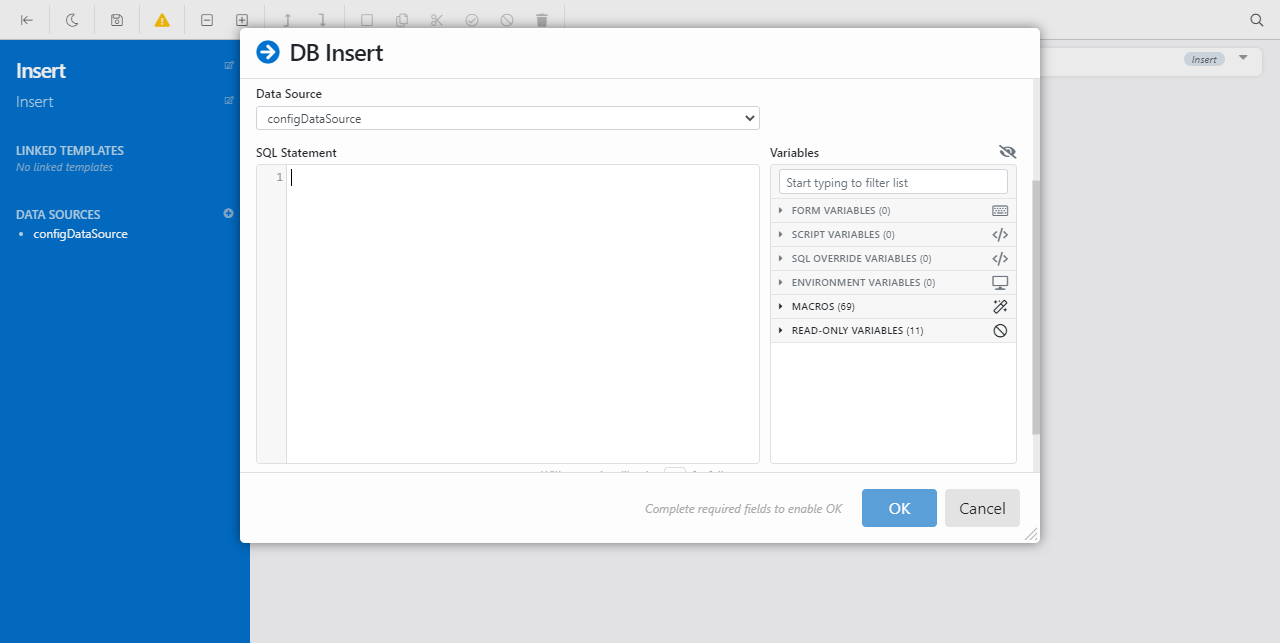 DB Insert
Insert
Insert
LINKED TEMPLATES
No linked templates
DATA SOURCES
configDataSource
Insert
Data Source
configDataSource
SQL Statement
1
Variables
Start typing to filter list
FORM VARIABLES (0)
SCRIPT VARIABLES (0)
SQL OVERRIDE VARIABLES (0)
ENVIRONMENT VARIABLES (0)
MACROS (69)
READ-ONLY VARIABLES (11)
Complete required fields to enable OK
OK
Cancel